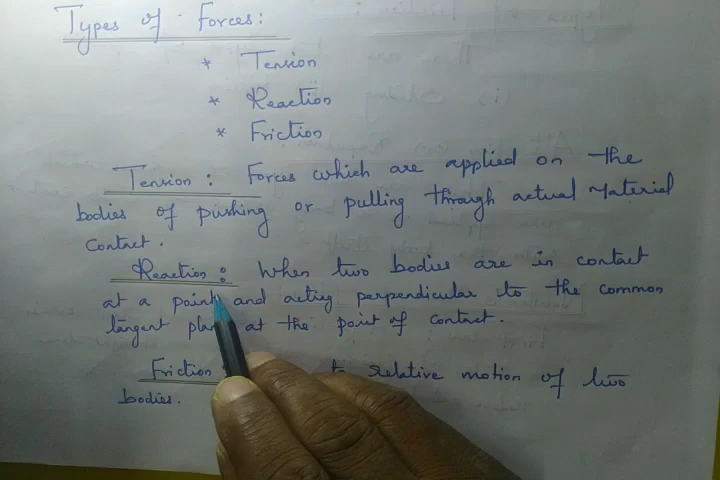 Types of Forces:
* Tension
* Reaction
* Friction
Tension : Forces which are applied on the
bodies of pushing or pulling through actual Material
Contact.
Reaction : When two bodies are in contact
at a point and acting perpendicular to the common
tangent at the point of contact.
Friction to relative motion of two
bodies.